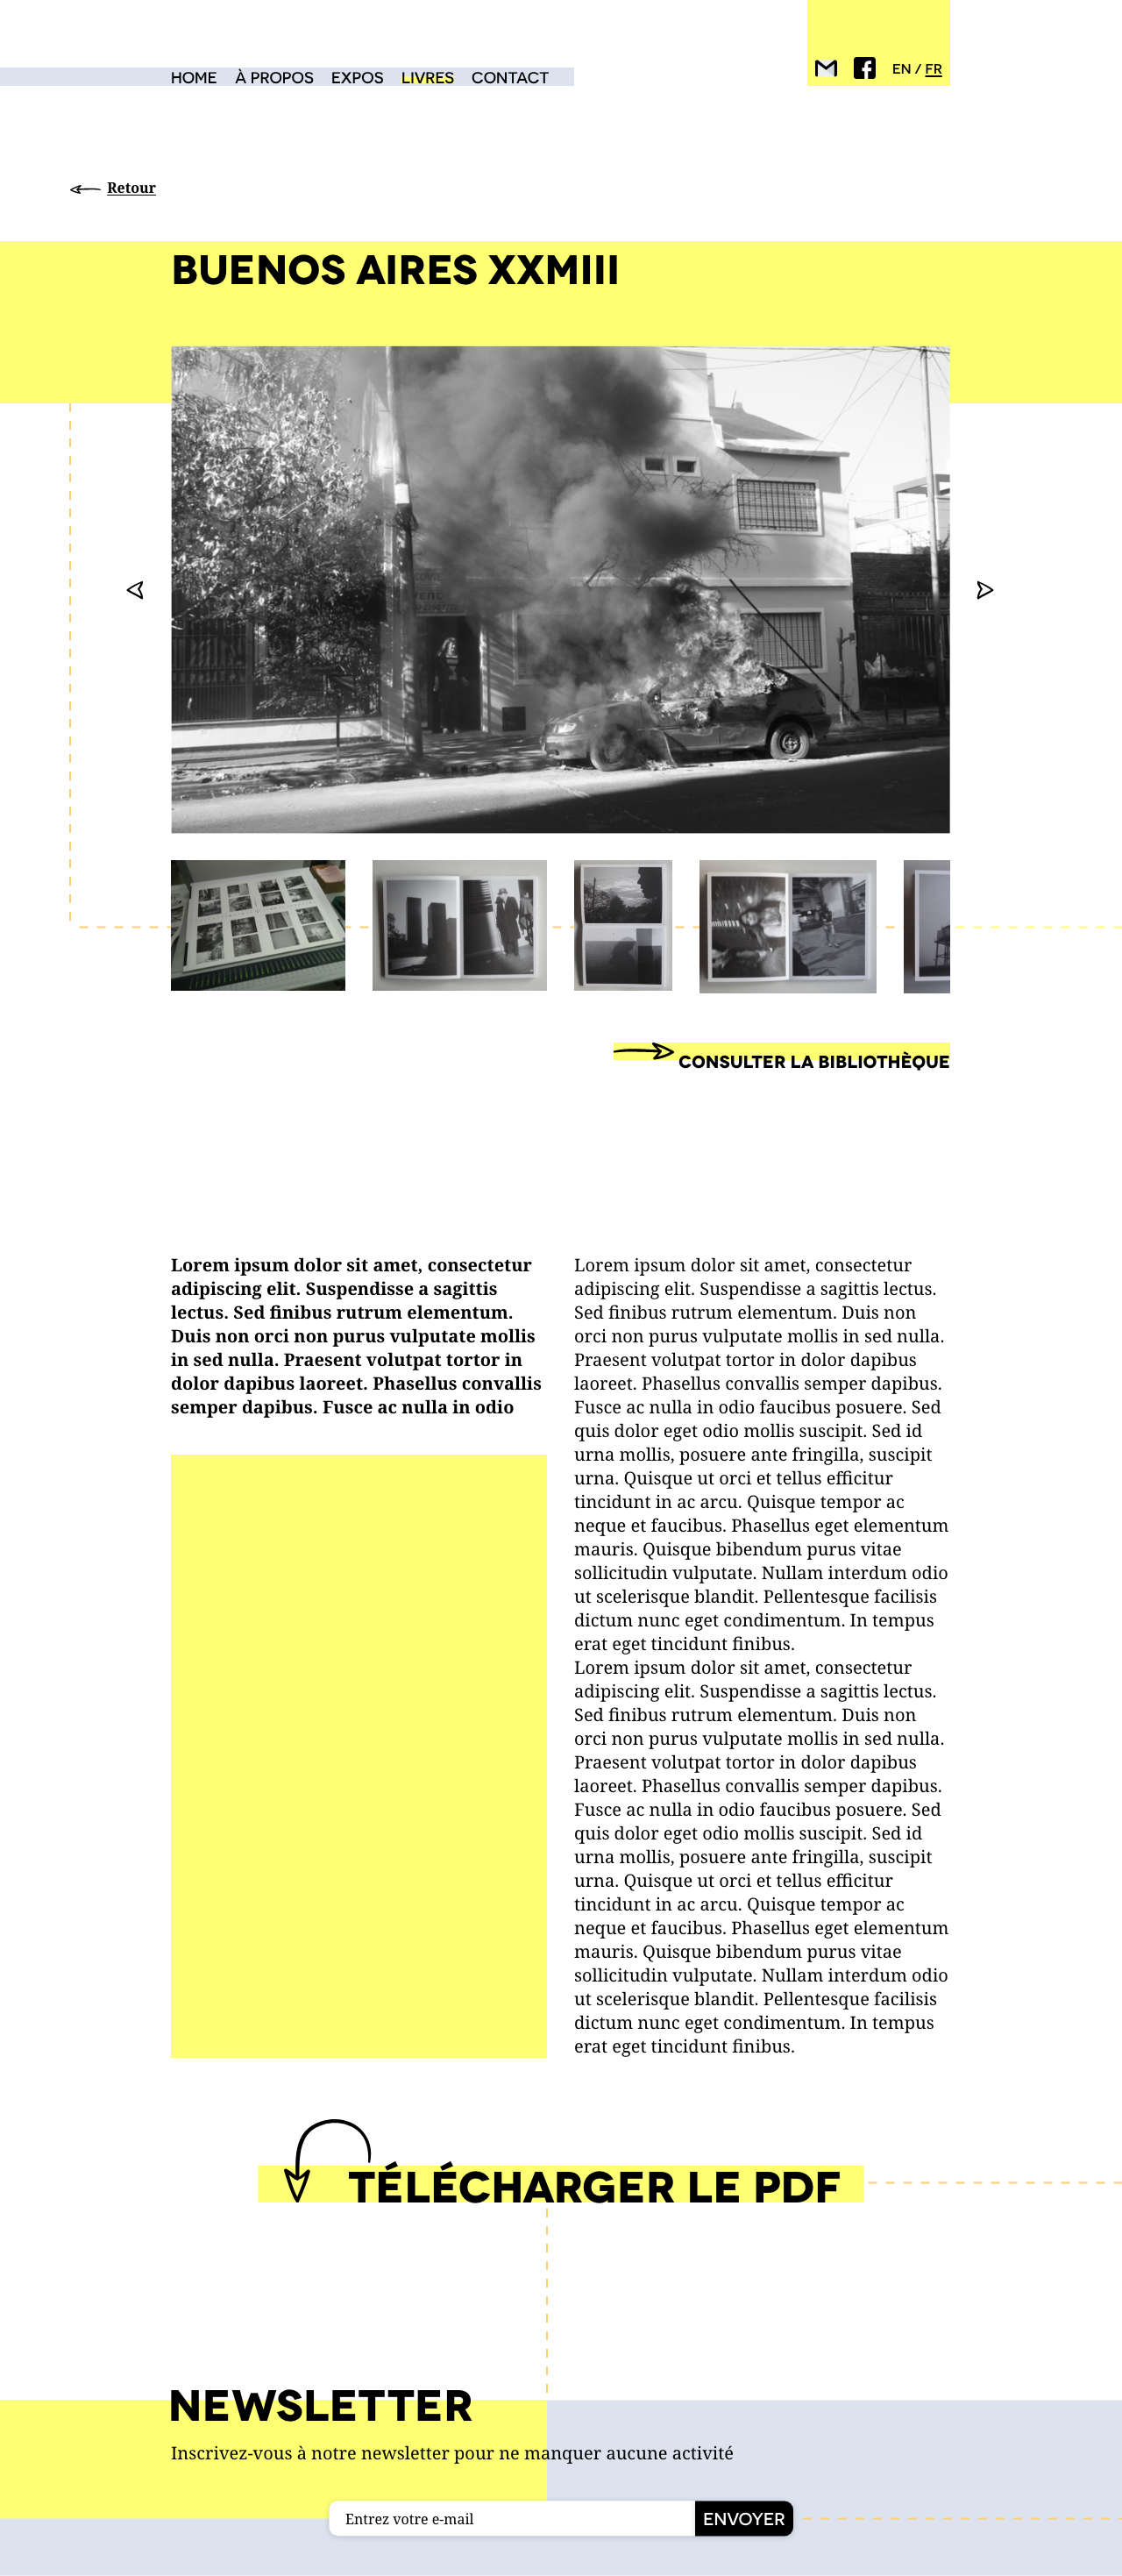 HOME À PROPOS EXPOS LIVRES CONTACT
EN / FR
Retour
BUENOS AIRES XXMIII
CONSULTER LA BIBLIOTHÈQUE
Lorem ipsum dolor sit amet, consectetur
adipiscing elit. Suspendisse a sagittis
lectus. Sed finibus rutrum elementum.
Duis non orci non purus vulputate mollis
in sed nulla. Praesent volutpat tortor in
dolor dapibus laoreet. Phasellus convallis
semper dapibus. Fusce ac nulla in odio
Lorem ipsum dolor sit amet, consectetur
adipiscing elit. Suspendisse a sagittis lectus.
Sed finibus rutrum elementum. Duis non
orci non purus vulputate mollis in sed nulla.
Praesent volutpat tortor in dolor dapibus
laoreet. Phasellus convallis semper dapibus.
Fusce ac nulla in odio faucibus posuere. Sed
quis dolor eget odio mollis suscipit. Sed id
urna mollis, posuere ante fringilla, suscipit
urna. Quisque ut orci et tellus efficitur
tincidunt in ac arcu. Quisque tempor ac
neque et faucibus. Phasellus eget elementum
mauris. Quisque bibendum purus vitae
sollicitudin vulputate. Nullam interdum odio
ut scelerisque blandit. Pellentesque facilisis
dictum nunc eget condimentum. In tempus
erat eget tincidunt finibus.
Lorem ipsum dolor sit amet, consectetur
adipiscing elit. Suspendisse a sagittis lectus.
Sed finibus rutrum elementum. Duis non
orci non purus vulputate mollis in sed nulla.
Praesent volutpat tortor in dolor dapibus
laoreet. Phasellus convallis semper dapibus.
Fusce ac nulla in odio faucibus posuere. Sed
quis dolor eget odio mollis suscipit. Sed id
urna mollis, posuere ante fringilla, suscipit
urna. Quisque ut orci et tellus efficitur
tincidunt in ac arcu. Quisque tempor ac
neque et faucibus. Phasellus eget elementum
mauris. Quisque bibendum purus vitae
sollicitudin vulputate. Nullam interdum odio
ut scelerisque blandit. Pellentesque facilisis
dictum nunc eget condimentum. In tempus
erat eget tincidunt finibus.
TÉLÉCHARGER LE PDF
NEWSLETTER
Inscrivez-vous à notre newsletter pour ne manquer aucune activité
Entrez votre e-mail
ENVOYER